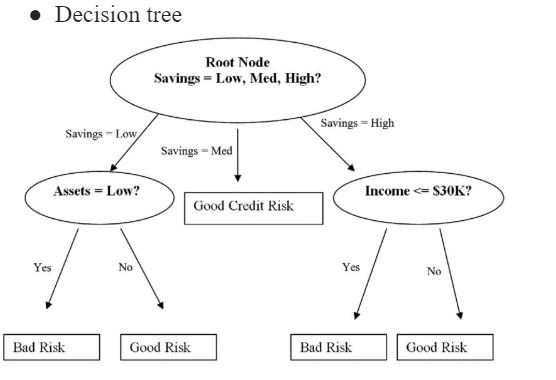 ● Decision tree
Root Node
Savings = Low, Med, High?
Savings = Low
Savings = Med
Savings = High
Assets = Low?
Good Credit Risk
Income <= $30K?
Yes
No
Yes
No
Bad Risk
Good Risk
Bad Risk
Good Risk